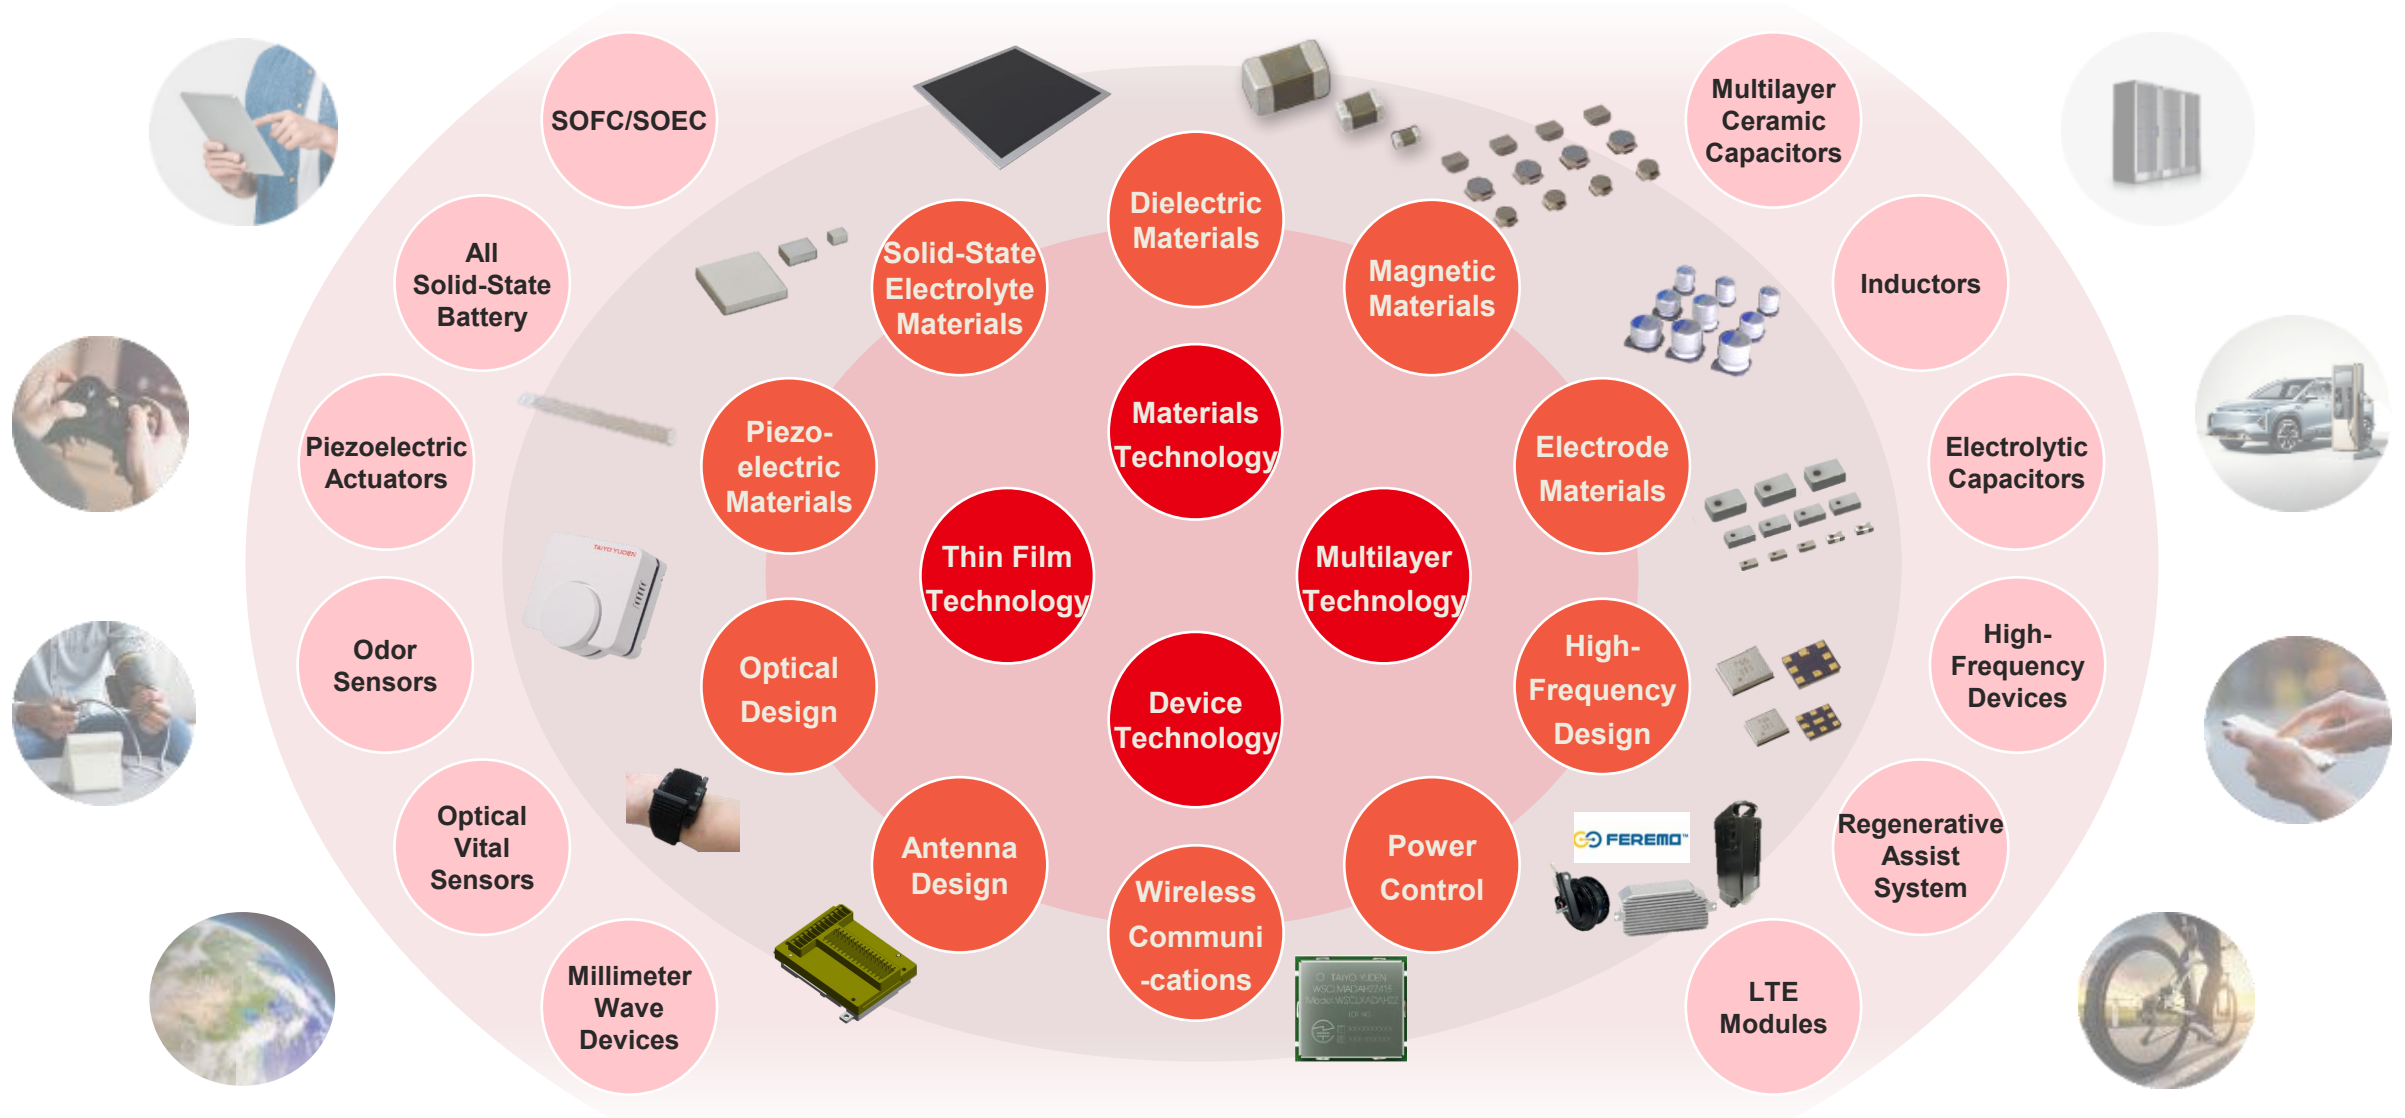 SOFC/SOEC
Multilayer
Ceramic
Capacitors
Dielectric
Materials
All
Solid-State
Battery
Solid-State
Electrolyte
Materials
Magnetic
Materials
Inductors
Materials
Technology
Piezoelectric
Actuators
Piezo-
electric
Materials
Electrode
Materials
Electrolytic
Capacitors
TAIYO YUDEN
Thin Film
Technology
Multilayer
Technology
Odor
Sensors
Optical
Design
Device
Technology
High-
Frequency
Design
High-
Frequency
Devices
Optical
Vital
Sensors
Antenna
Design
Wireless
Communi
-cations
Power
Control
FEREMO™
Regenerative
Assist
System
Millimeter
Wave
Devices
TAIYO YUDEN
LTE
Modules